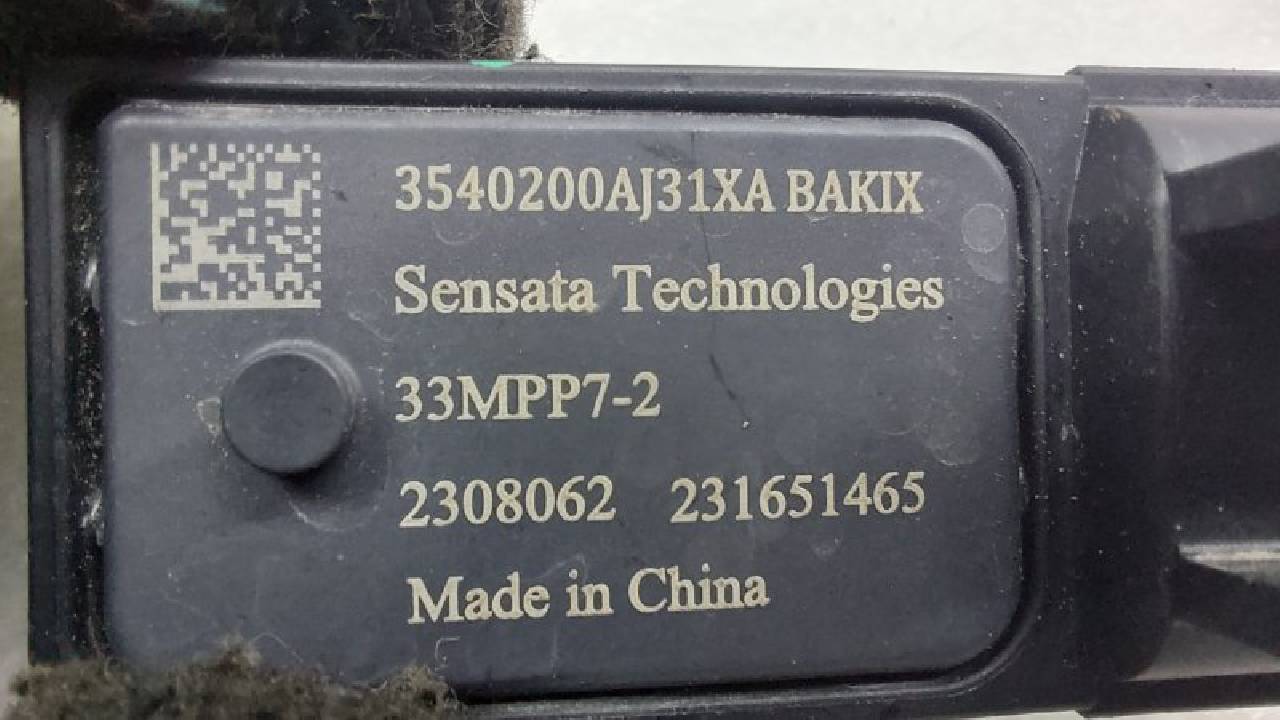 3540200AJ31XA BAKIX
Sensata Technologies
33MPP7-2
2308062 231651465
Made in China